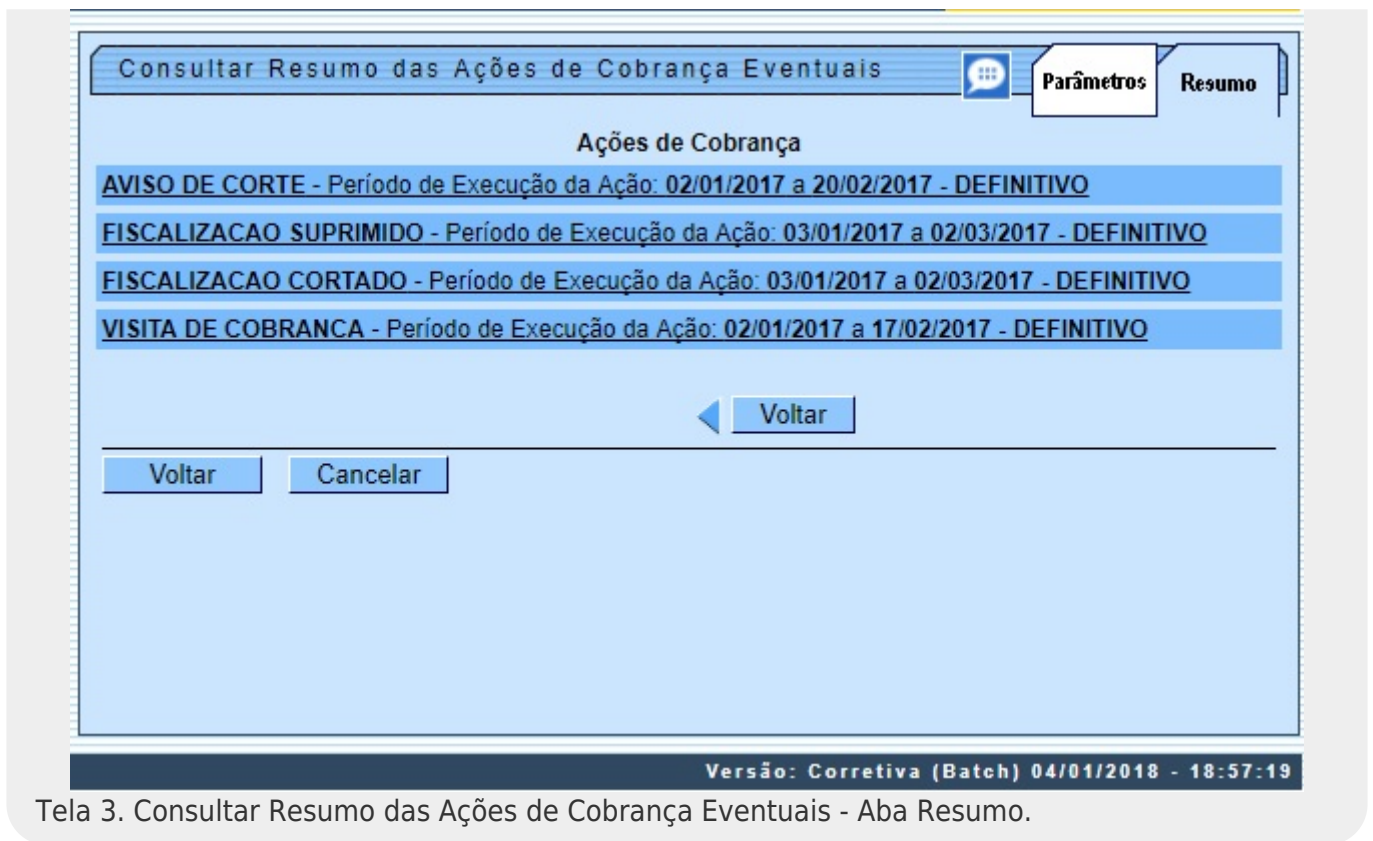 Consultar Resumo das Ações de Cobrança Eventuais
Parâmetros
Resumo
Ações de Cobrança
AVISO DE CORTE - Período de Execução da Ação: 02/01/2017 a 20/02/2017 - DEFINITIVO
FISCALIZACAO SUPRIMIDO - Período de Execução da Ação: 03/01/2017 a 02/03/2017 - DEFINITIVO
FISCALIZACAO CORTADO - Período de Execução da Ação: 03/01/2017 a 02/03/2017 - DEFINITIVO
VISITA DE COBRANCA - Período de Execução da Ação: 02/01/2017 a 17/02/2017 - DEFINITIVO
Voltar
Voltar Cancelar
Versão: Corretiva (Batch) 04/01/2018 - 18:57:19
Tela 3. Consultar Resumo das Ações de Cobrança Eventuais - Aba Resumo.